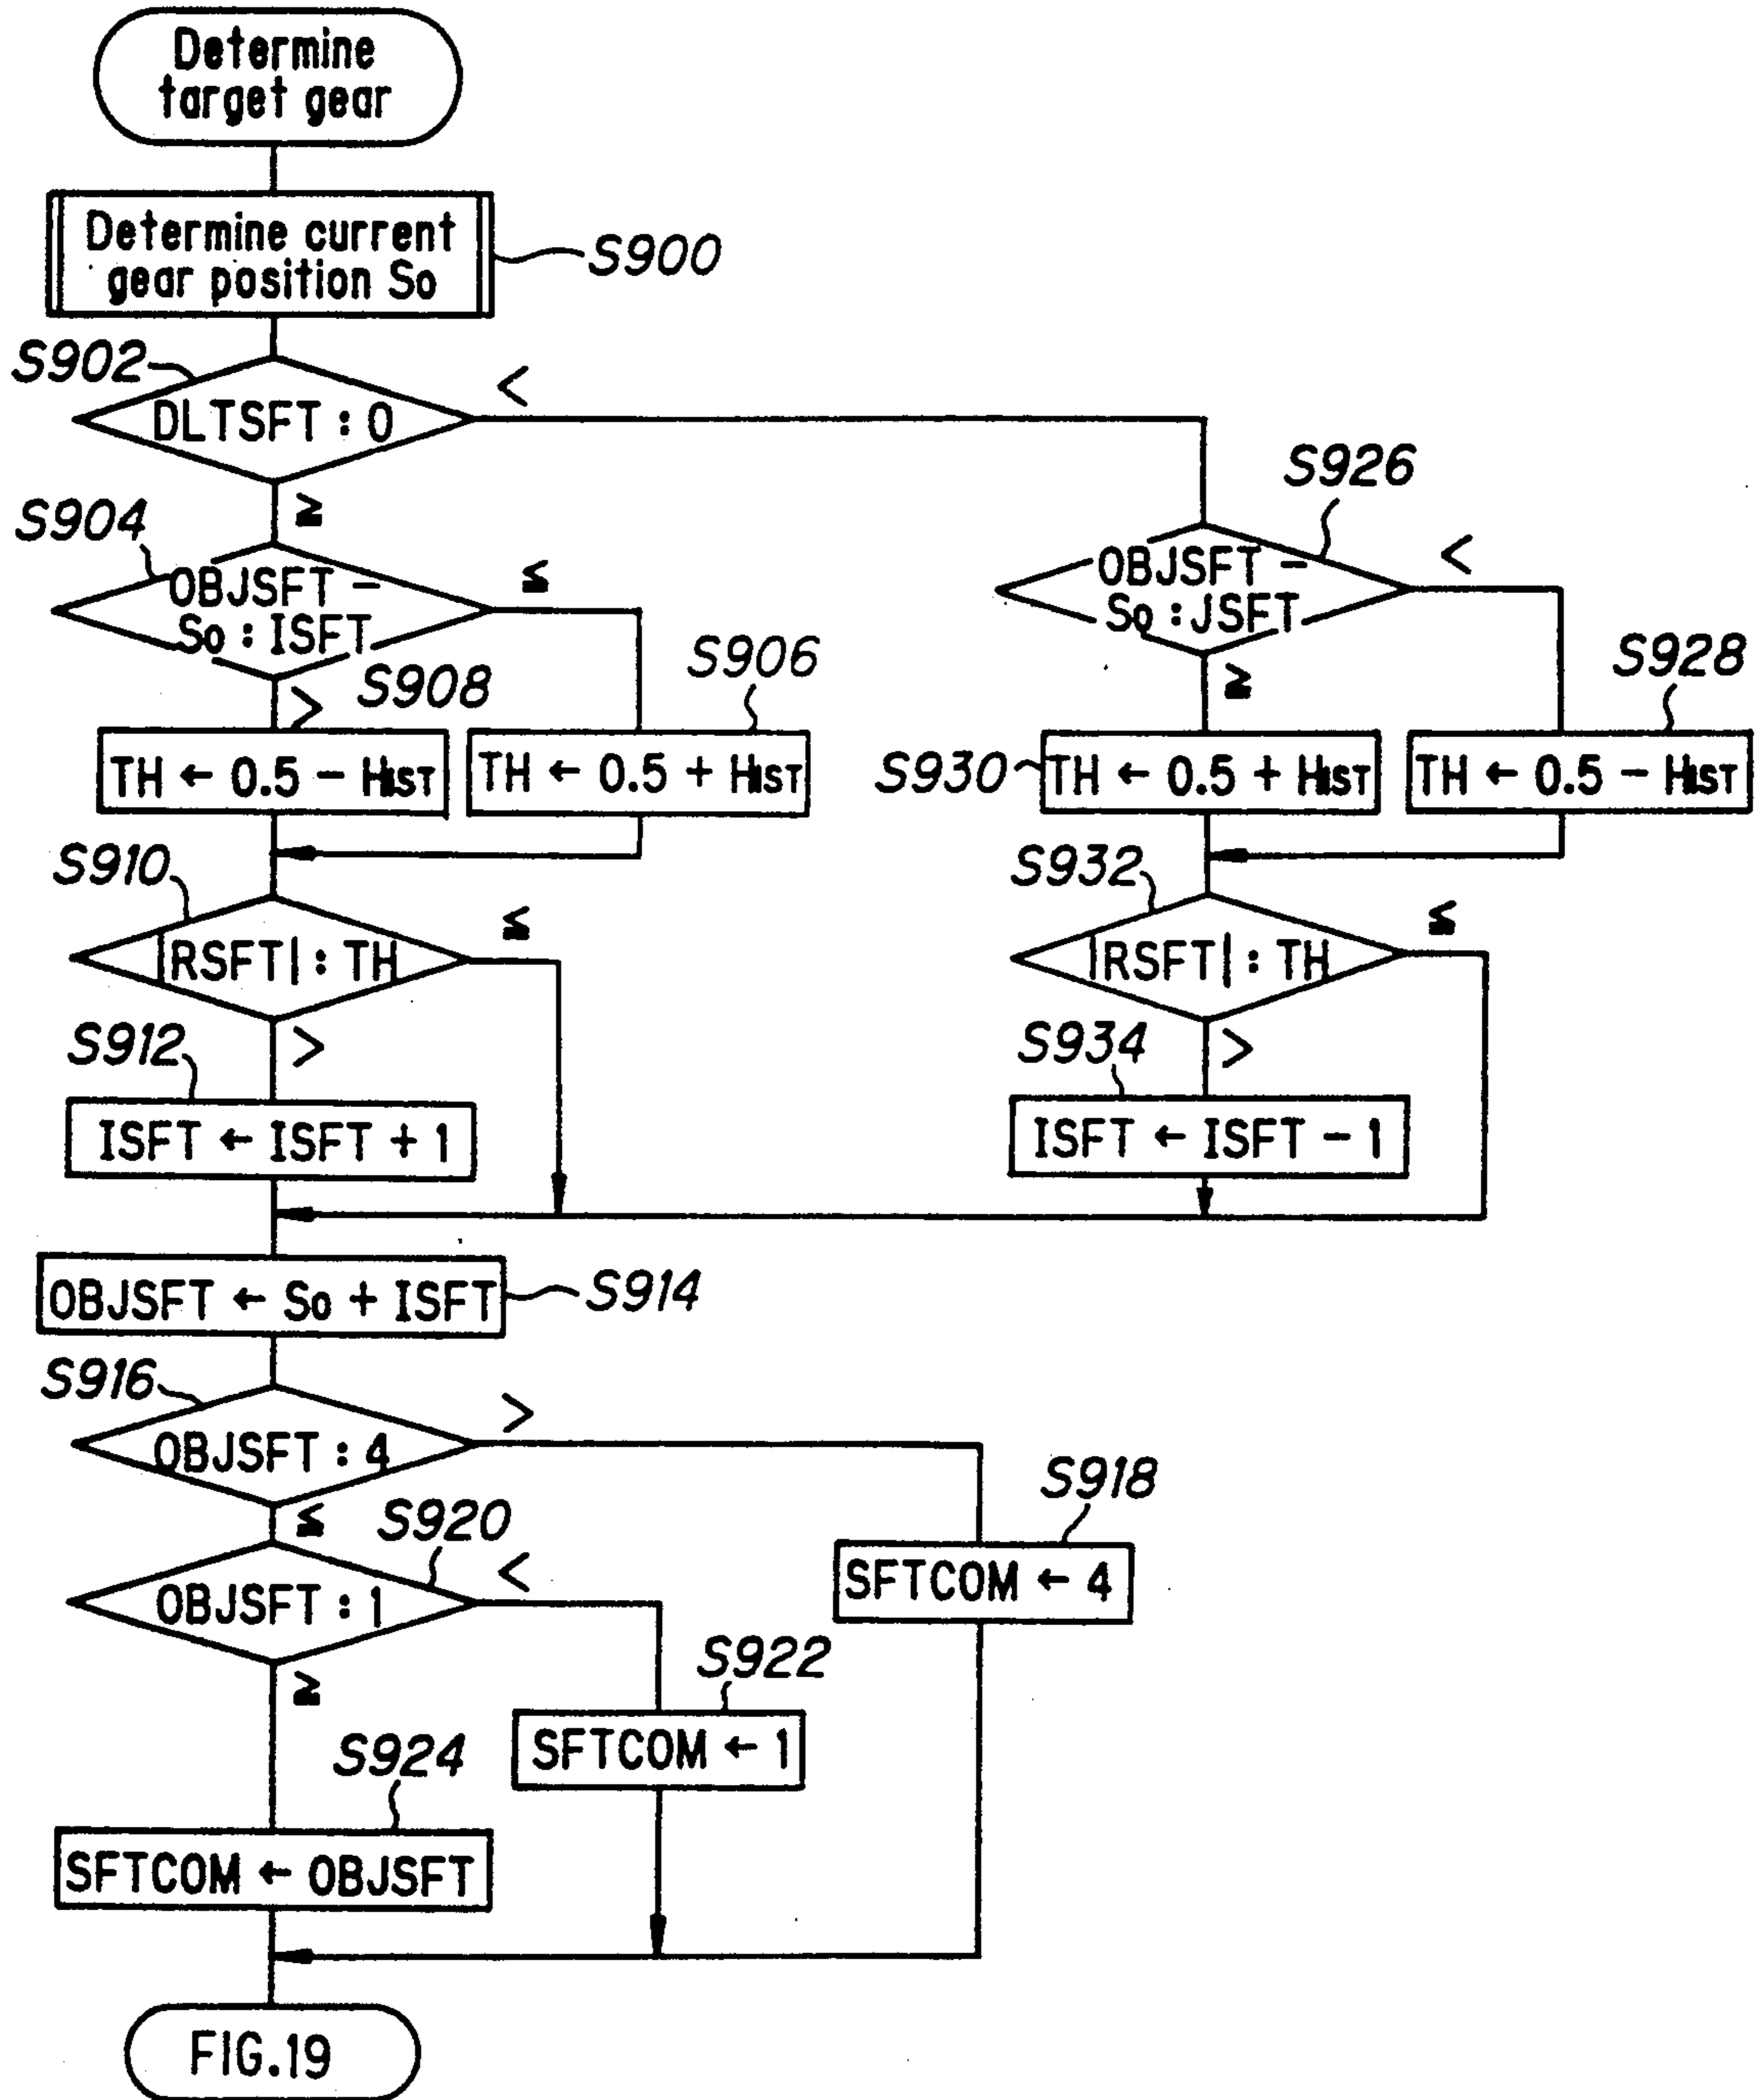 Determine
target gear
Determine current
gear position So
S900
S902
DLTSFT : 0
<
≧
S904
OBJSFT -
So : ISFT
≦
>
S908
S906
TH ← 0.5 - HIST
TH ← 0.5 + HIST
S926
OBJSFT -
So : JSFT
<
≧
S928
S930
TH ← 0.5 + HIST
TH ← 0.5 - HIST
S910
|RSFT| : TH
≦
>
S932
|RSFT| : TH
≦
>
S912
ISFT ← ISFT + 1
S934
ISFT ← ISFT - 1
OBJSFT ← So + ISFT
S914
S916
OBJSFT : 4
>
≦
S918
SFTCOM ← 4
S920
OBJSFT : 1
<
≧
S922
SFTCOM ← 1
S924
SFTCOM ← OBJSFT
FIG.19